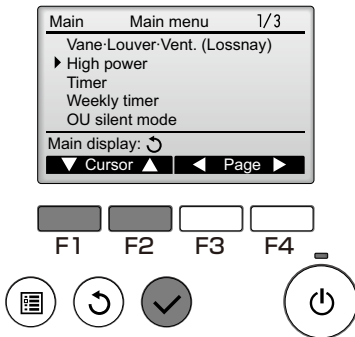 Main Main menu 1/3
Vane·Louver·Vent. (Lossnay)
High power
Timer
Weekly timer
OU silent mode
Main display:
Cursor Page
F1 F2 F3 F4